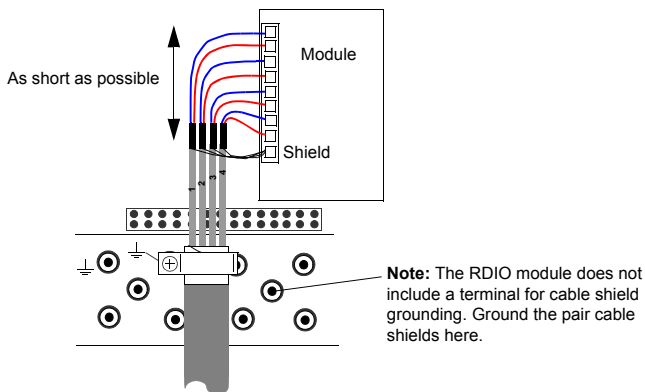 Module
As short as possible
Shield
1
2
3
4
Note: The RDIO module does not
include a terminal for cable shield
grounding. Ground the pair cable
shields here.